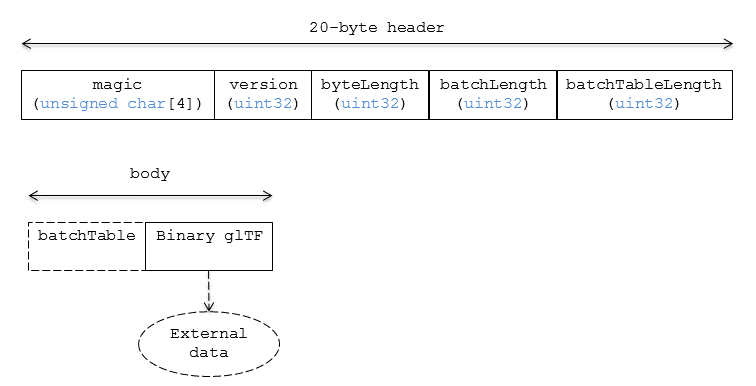 20-byte header
magic version byteLength batchLength batchTableLength
(unsigned char[4]) (uint32) (uint32) (uint32) (uint32)
body
batchTable Binary glTF
External
data